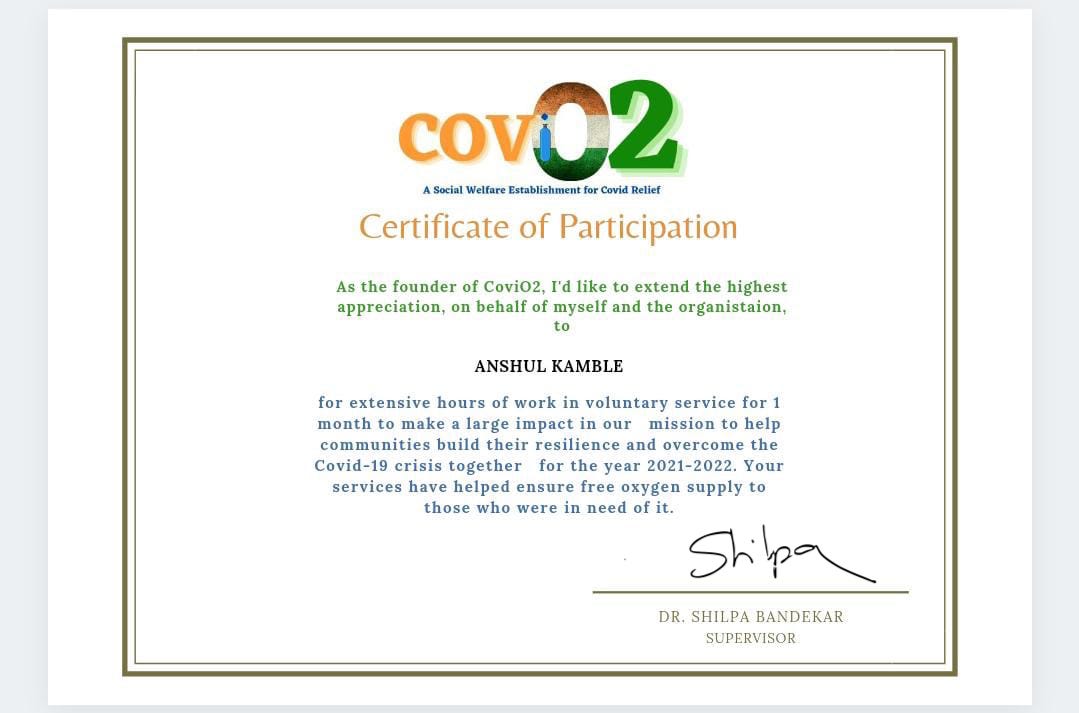 coviO2
A Social Welfare Establishment for Covid Relief
Certificate of Participation
As the founder of CoviO2, I'd like to extend the highest
appreciation, on behalf of myself and the organistaion,
to
ANSHUL KAMBLE
for extensive hours of work in voluntary service for 1
month to make a large impact in our mission to help
communities build their resilience and overcome the
Covid-19 crisis together for the year 2021-2022. Your
services have helped ensure free oxygen supply to
those who were in need of it.
Shilpa
DR. SHILPA BANDEKAR
SUPERVISOR